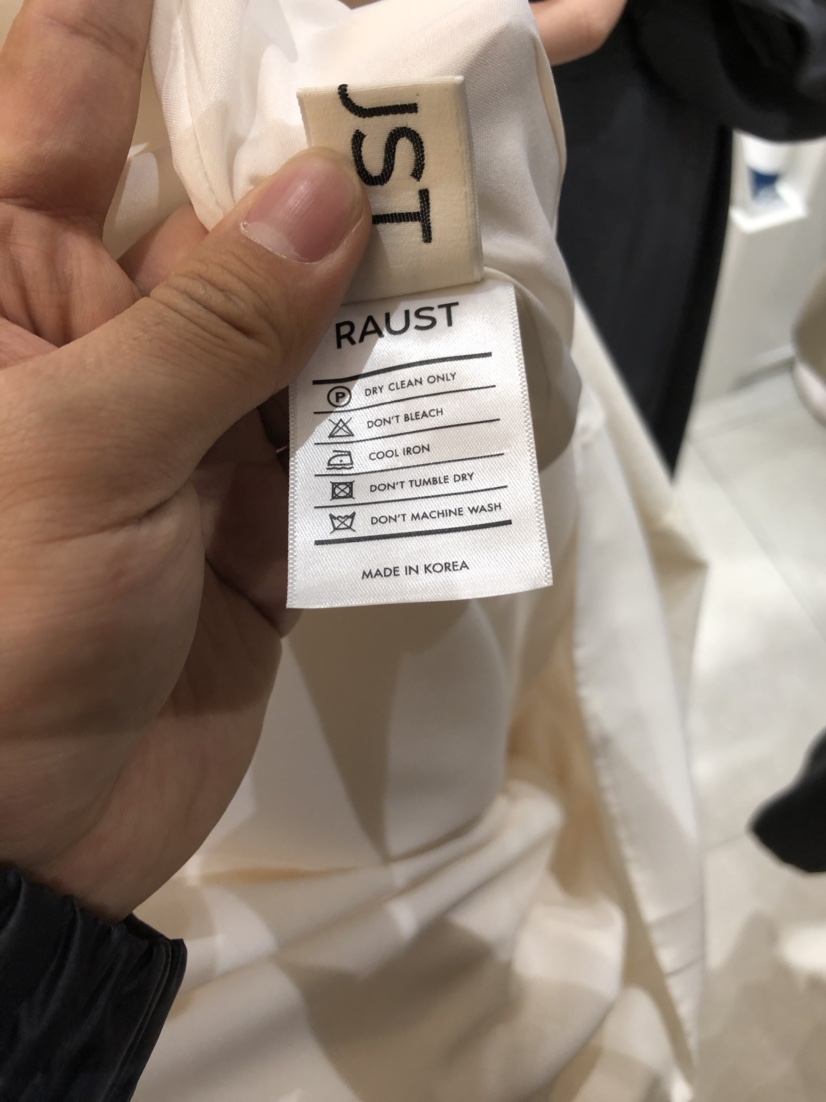 JST
RAUST
P DRY CLEAN ONLY
DON'T BLEACH
COOL IRON
DON'T TUMBLE DRY
DON'T MACHINE WASH
MADE IN KOREA